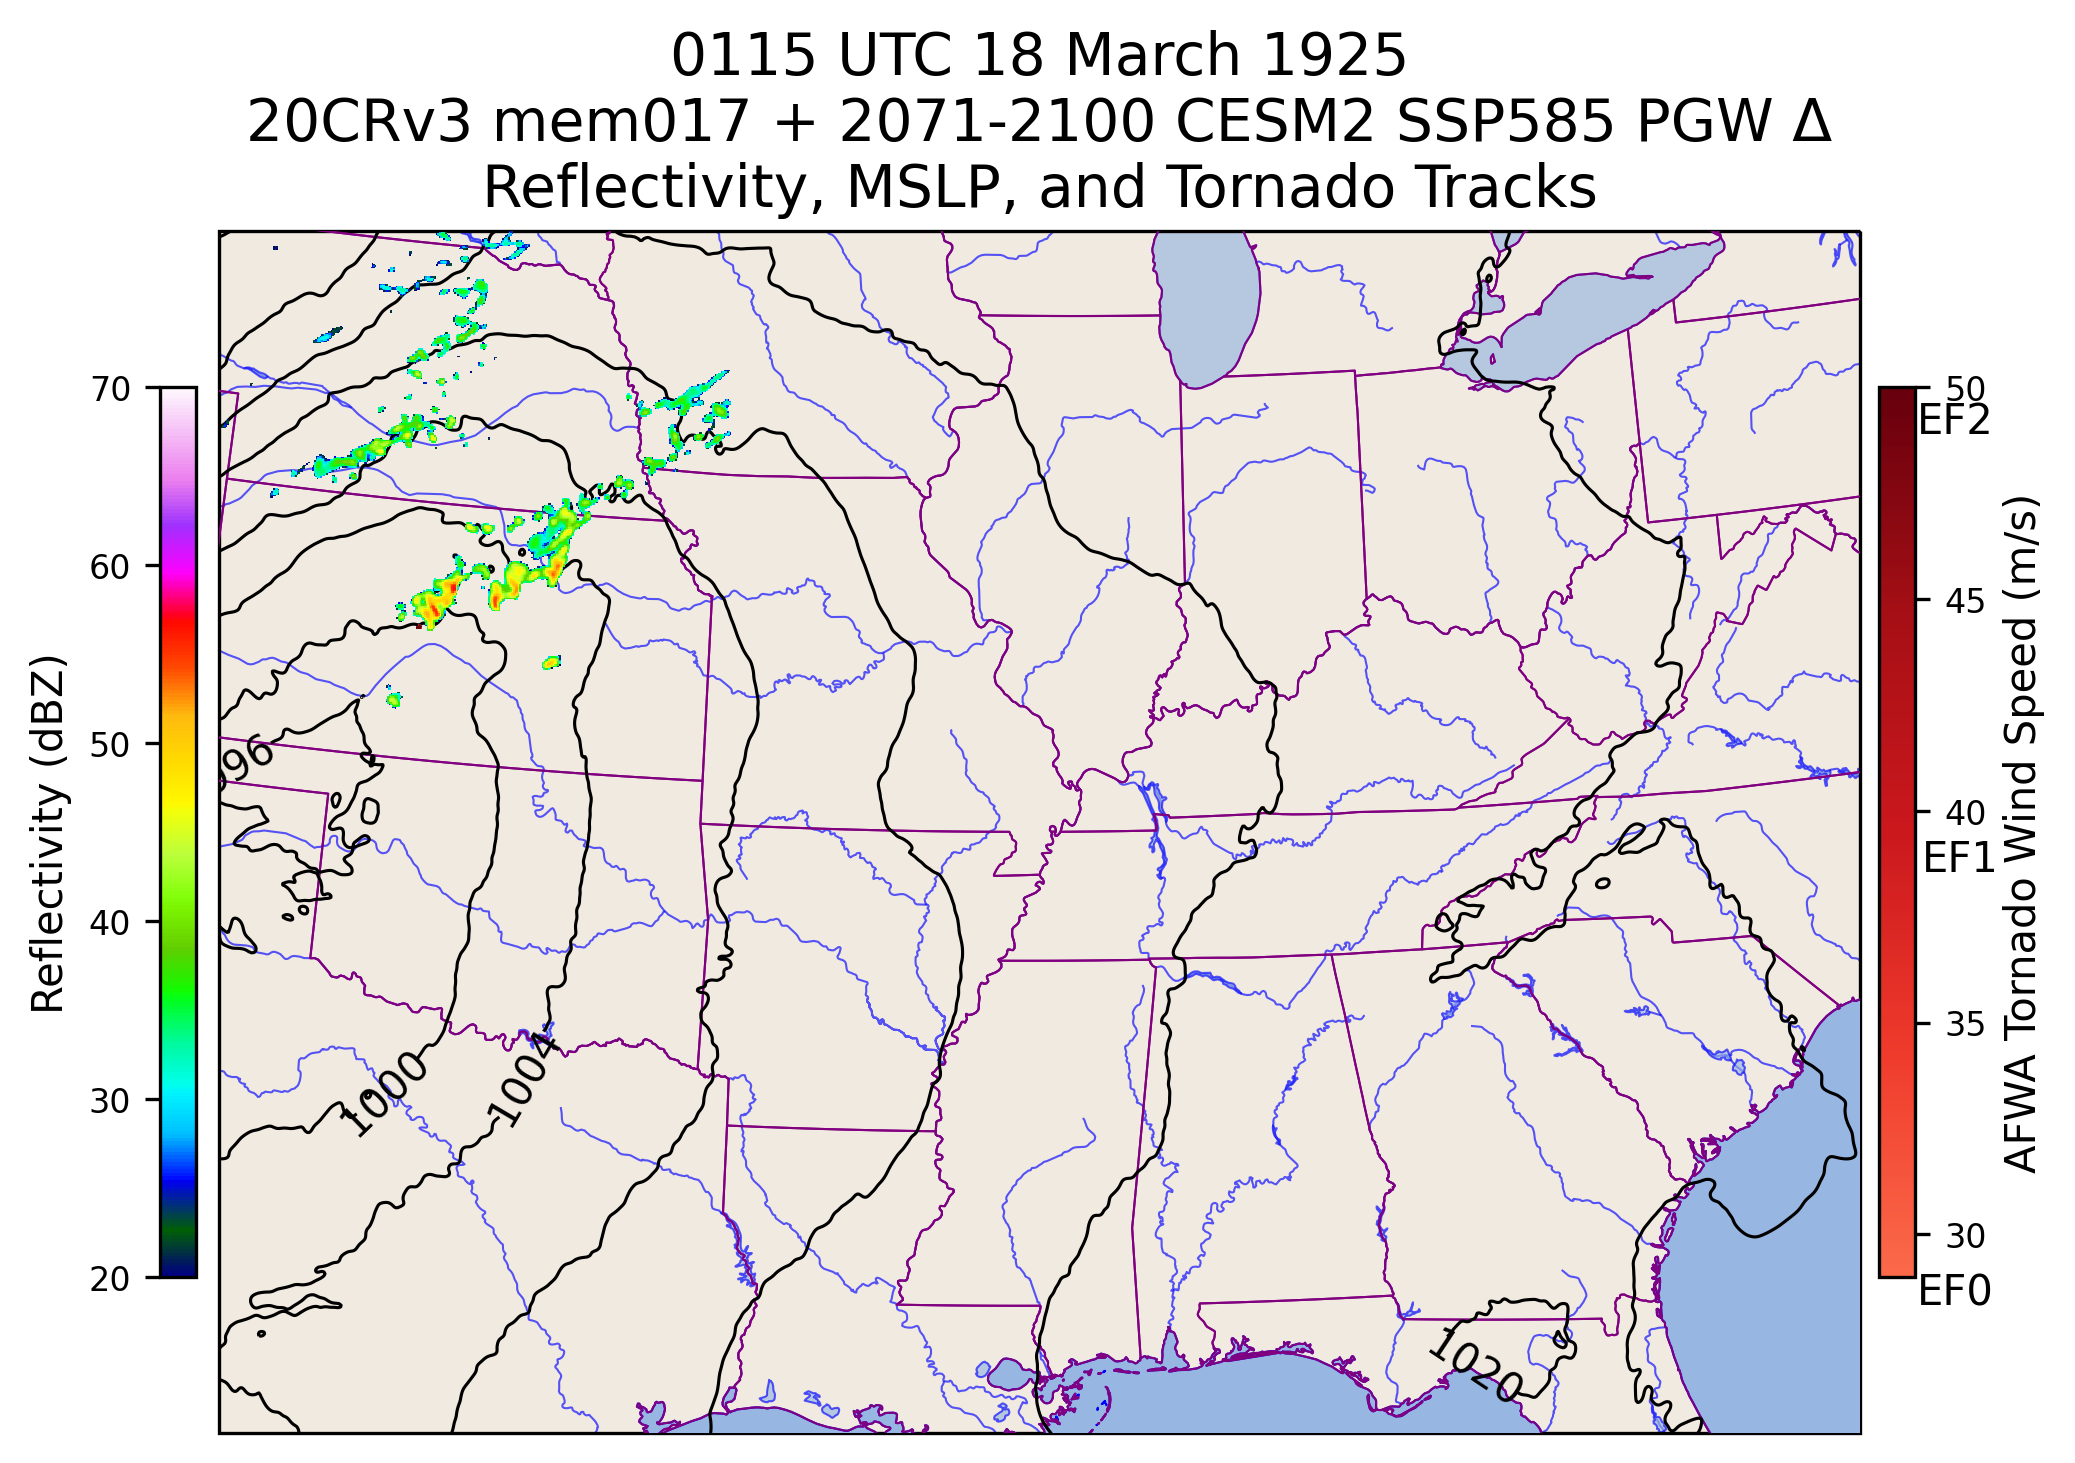 0115 UTC 18 March 1925
20CRv3 mem017 + 2071-2100 CESM2 SSP585 PGW Δ
Reflectivity, MSLP, and Tornado Tracks
Reflectivity (dBZ)
70
60
50
40
30
20
96
1000
1004
1020
50
EF2
45
40
EF1
35
30
EF0
AFWA Tornado Wind Speed (m/s)